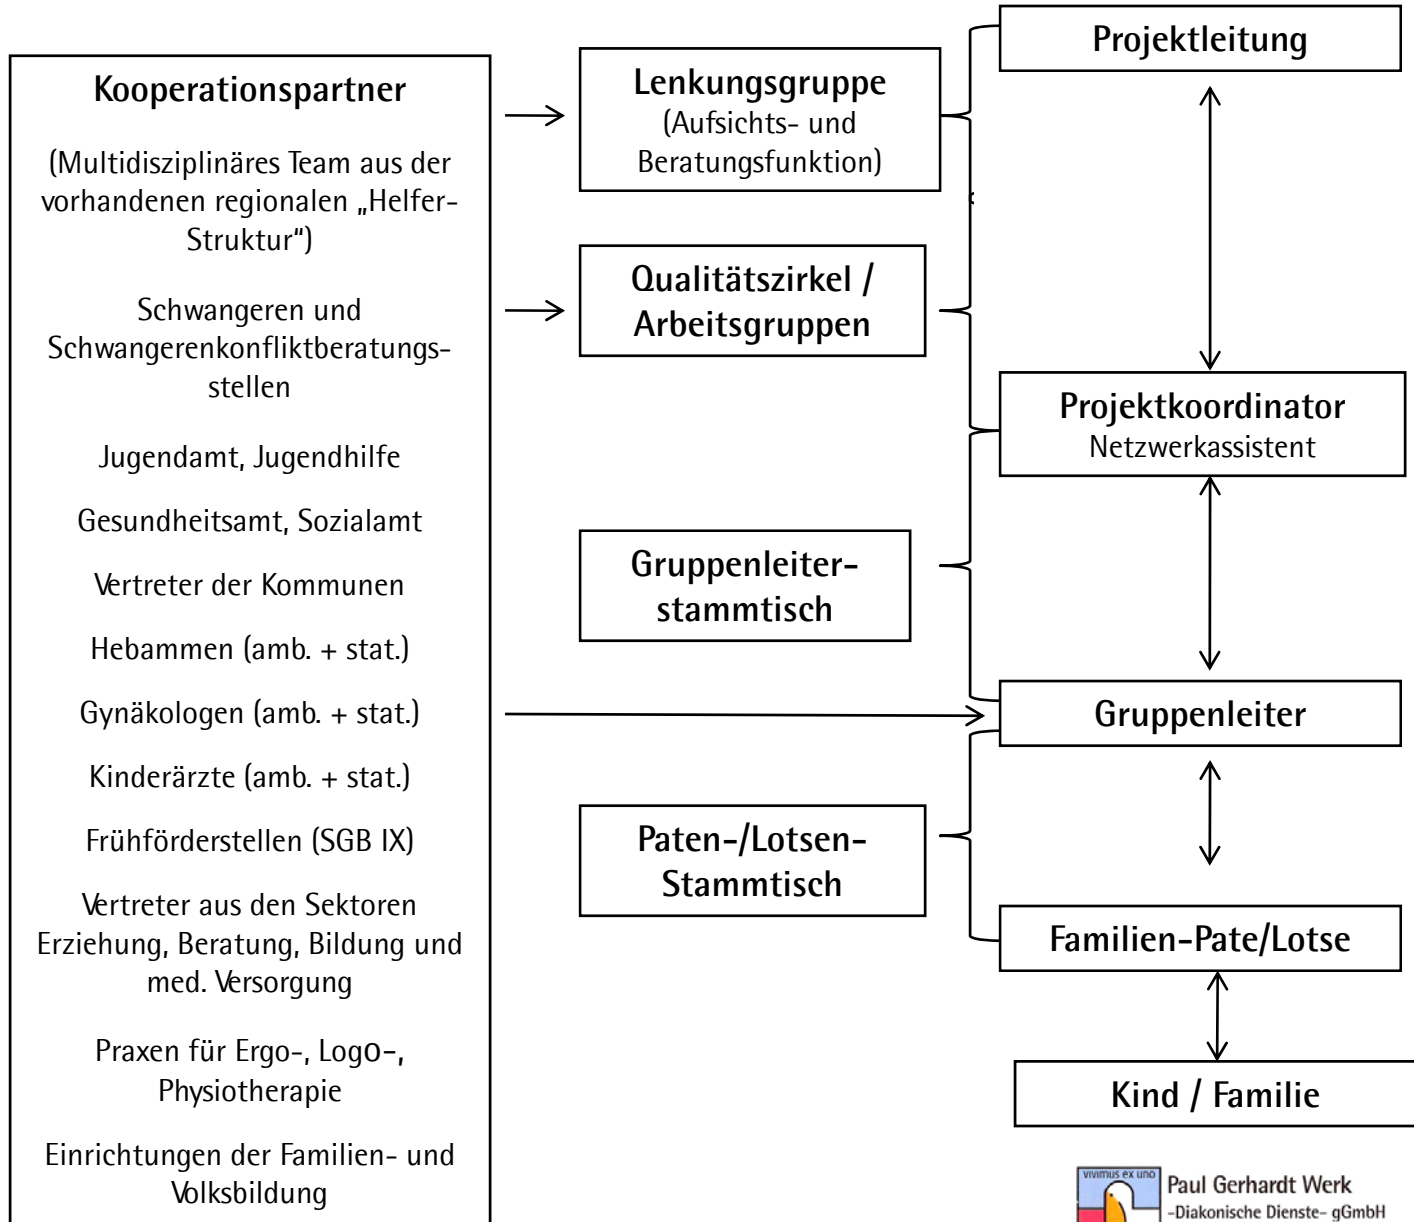 Kooperationspartner
(Multidisziplinäres Team aus der
vorhandenen regionalen „Helfer-
Struktur“)
Schwangeren und
Schwangerenkonfliktberatungs-
stellen
Jugendamt, Jugendhilfe
Gesundheitsamt, Sozialamt
Vertreter der Kommunen
Hebammen (amb. + stat.)
Gynäkologen (amb. + stat.)
Kinderärzte (amb. + stat.)
Frühförderstellen (SGB IX)
Vertreter aus den Sektoren
Erziehung, Beratung, Bildung und
med. Versorgung
Praxen für Ergo-, Logo-,
Physiotherapie
Einrichtungen der Familien- und
Volksbildung
Lenkungsgruppe
(Aufsichts- und
Beratungsfunktion)
Qualitätszirkel /
Arbeitsgruppen
Gruppenleiter-
stammtisch
Paten-/Lotsen-
Stammtisch
Projektleitung
Projektkoordinator
Netzwerkassistent
Gruppenleiter
Familien-Pate/Lotse
Kind / Familie
vivimus ex uno
Paul Gerhardt Werk
-Diakonische Dienste- gGmbH